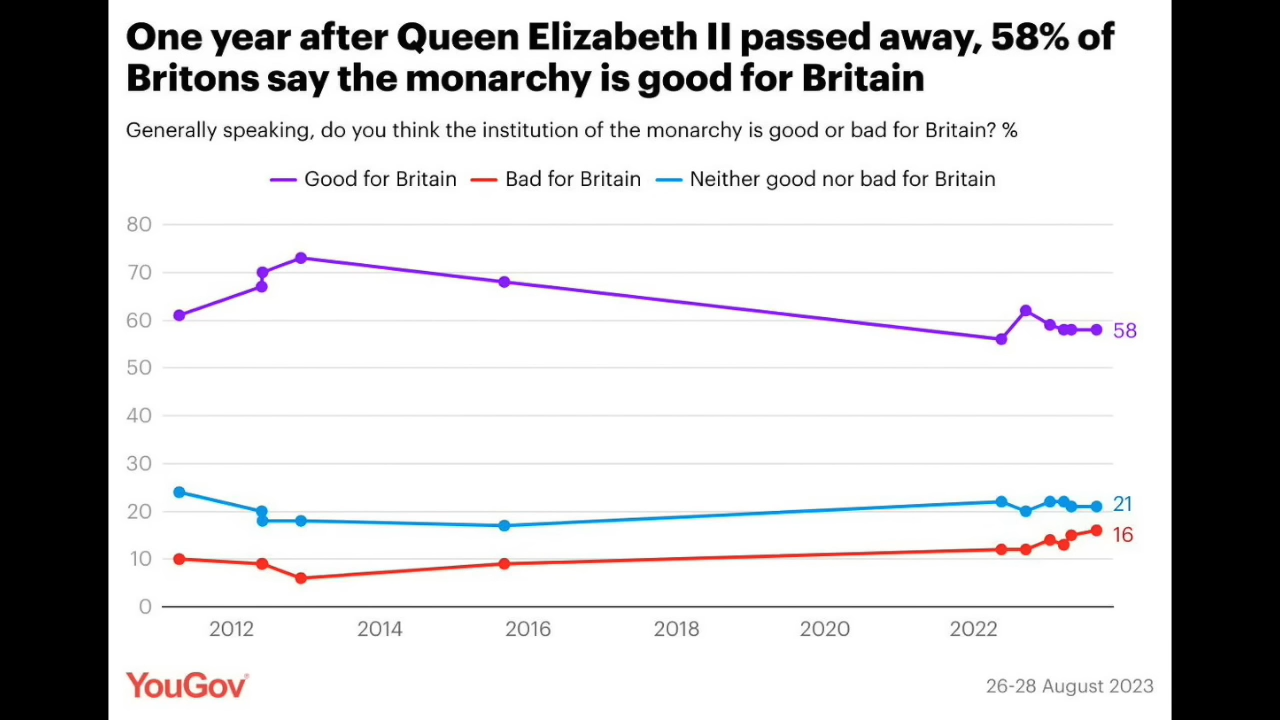 One year after Queen Elizabeth II passed away, 58% of
Britons say the monarchy is good for Britain
Generally speaking, do you think the institution of the monarchy is good or bad for Britain? %
Good for Britain Bad for Britain Neither good nor bad for Britain
80
70
60
58
50
40
30
20
21
16
10
0
2012 2014 2016 2018 2020 2022
YouGov
26-28 August 2023